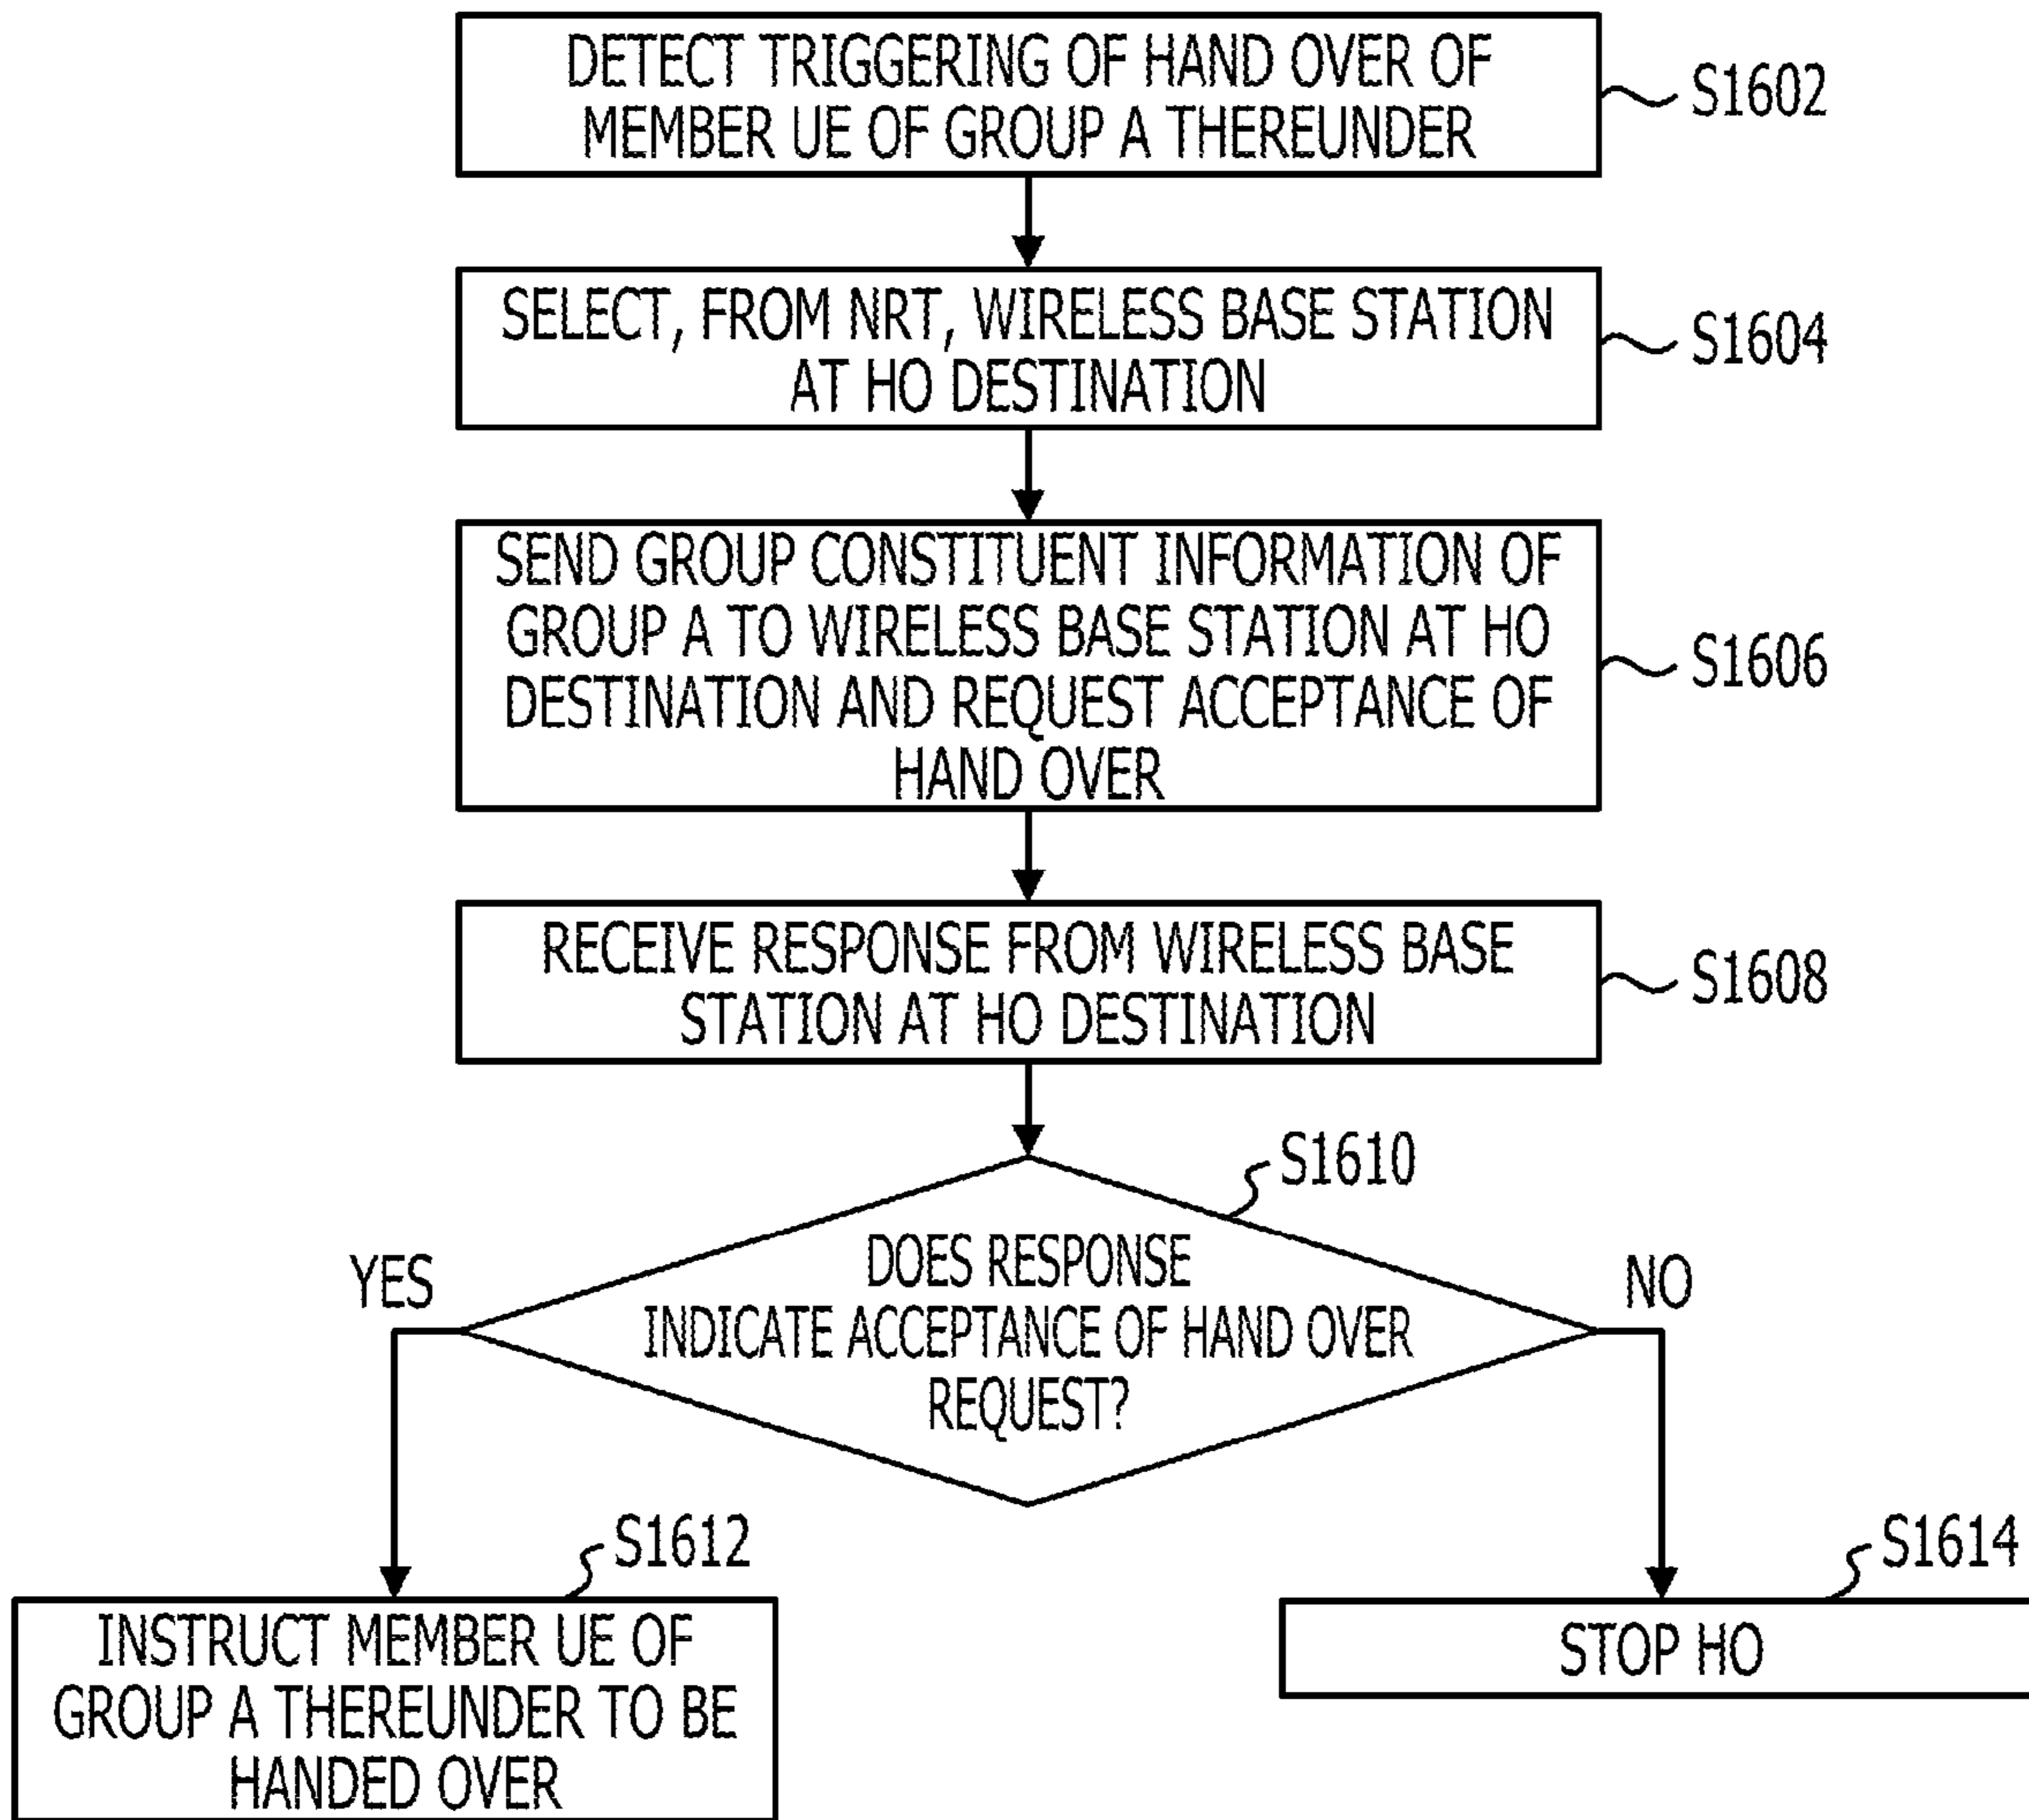 DETECT TRIGGERING OF HAND OVER OF
MEMBER UE OF GROUP A THEREUNDER
S1602
SELECT, FROM NRT, WIRELESS BASE STATION
AT HO DESTINATION
S1604
SEND GROUP CONSTITUENT INFORMATION OF
GROUP A TO WIRELESS BASE STATION AT HO
DESTINATION AND REQUEST ACCEPTANCE OF
HAND OVER
S1606
RECEIVE RESPONSE FROM WIRELESS BASE
STATION AT HO DESTINATION
S1608
S1610
DOES RESPONSE
INDICATE ACCEPTANCE OF HAND OVER
REQUEST?
YES
NO
S1612
INSTRUCT MEMBER UE OF
GROUP A THEREUNDER TO BE
HANDED OVER
S1614
STOP HO